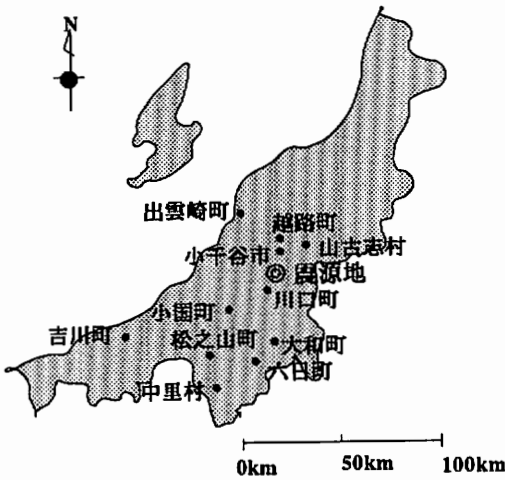 N
出雲崎町
越路町
小千谷市
山古志村
震源地
川口町
小国町
吉川町
松之山町
大和町
六日町
中里村
0km
50km
100km